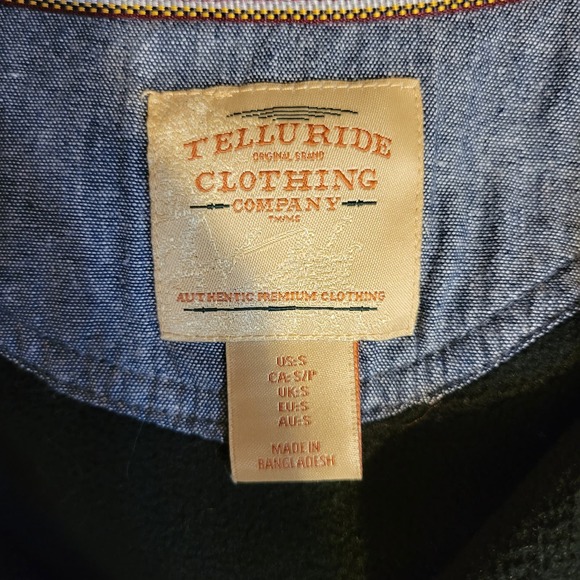 TELLURIDE
ORIGINAL BRAND
CLOTHING
COMPANY
AUTHENTIC PREMIUM CLOTHING
US:S
CA: S/P
UK:S
EU:S
AU:S
MADE IN
BANGLADESH